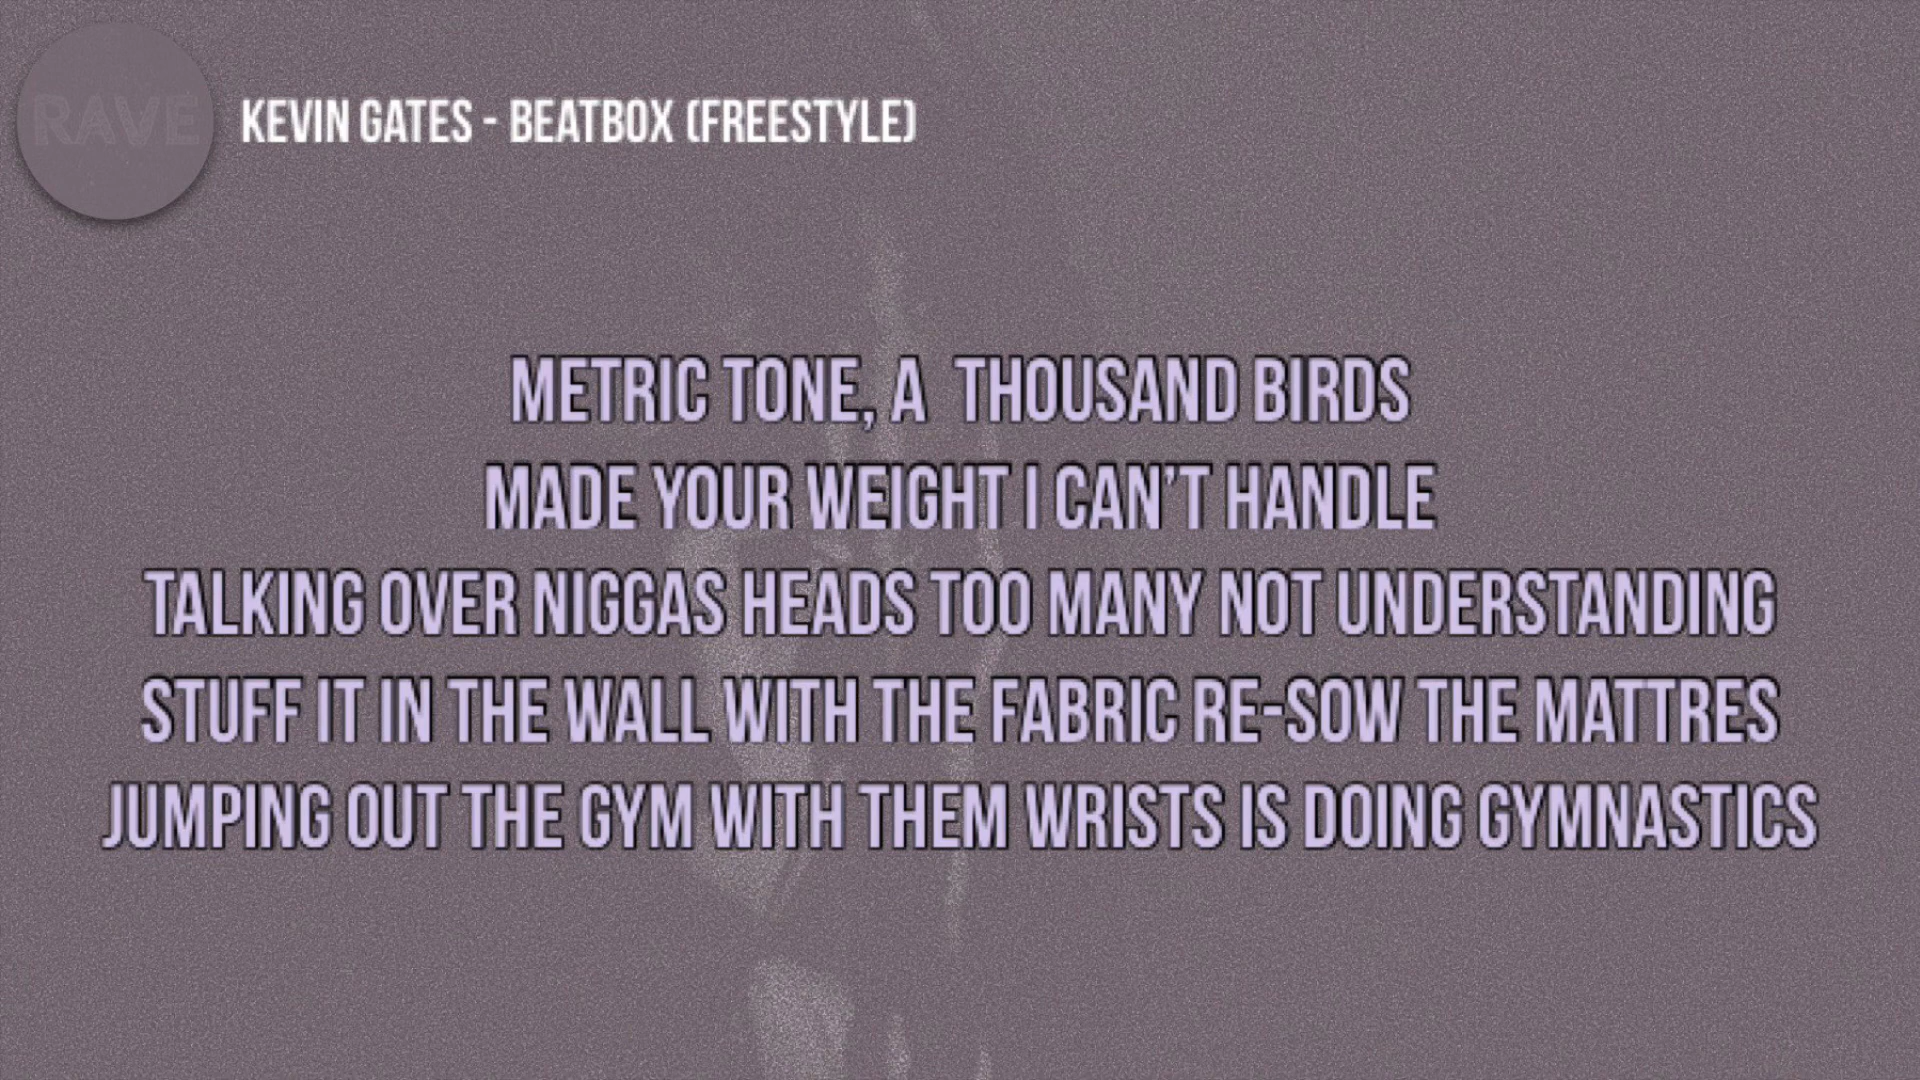 RAVE
KEVIN GATES - BEATBOX (FREESTYLE)
METRIC TONE, A THOUSAND BIRDS
MADE YOUR WEIGHT I CAN'T HANDLE
TALKING OVER NIGGAS HEADS TOO MANY NOT UNDERSTANDING
STUFF IT IN THE WALL WITH THE FABRIC RE-SOW THE MATTRES
JUMPING OUT THE GYM WITH THEM WRISTS IS DOING GYMNASTICS